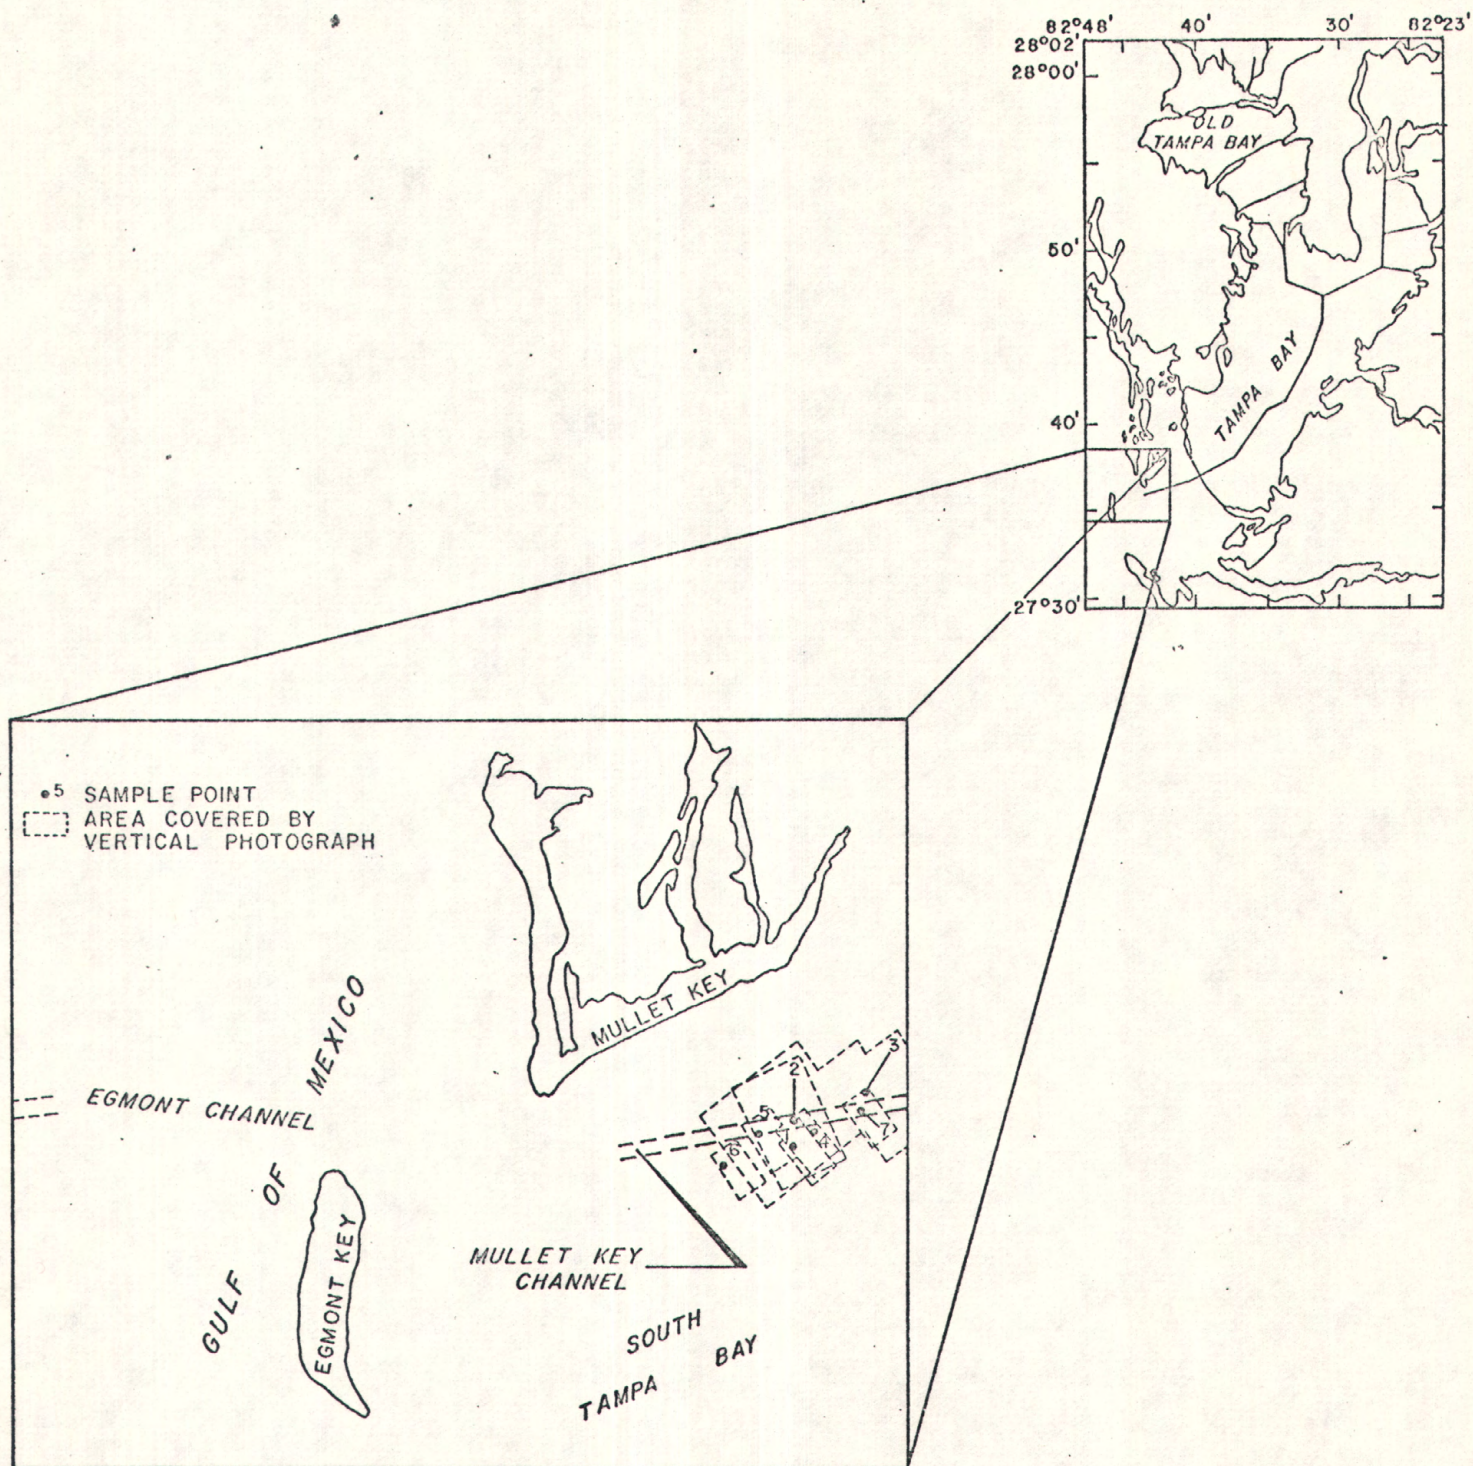 82°48' 40' 30' 82°23'
28°02'
28°00'
OLD
TAMPA BAY
50'
TAMPA BAY
40'
27°30'
•5 SAMPLE POINT
AREA COVERED BY
VERTICAL PHOTOGRAPH
MULLET KEY
GULF OF MEXICO
EGMONT CHANNEL
3
2
5
4
7
6
EGMONT KEY
MULLET KEY
CHANNEL
SOUTH
TAMPA BAY